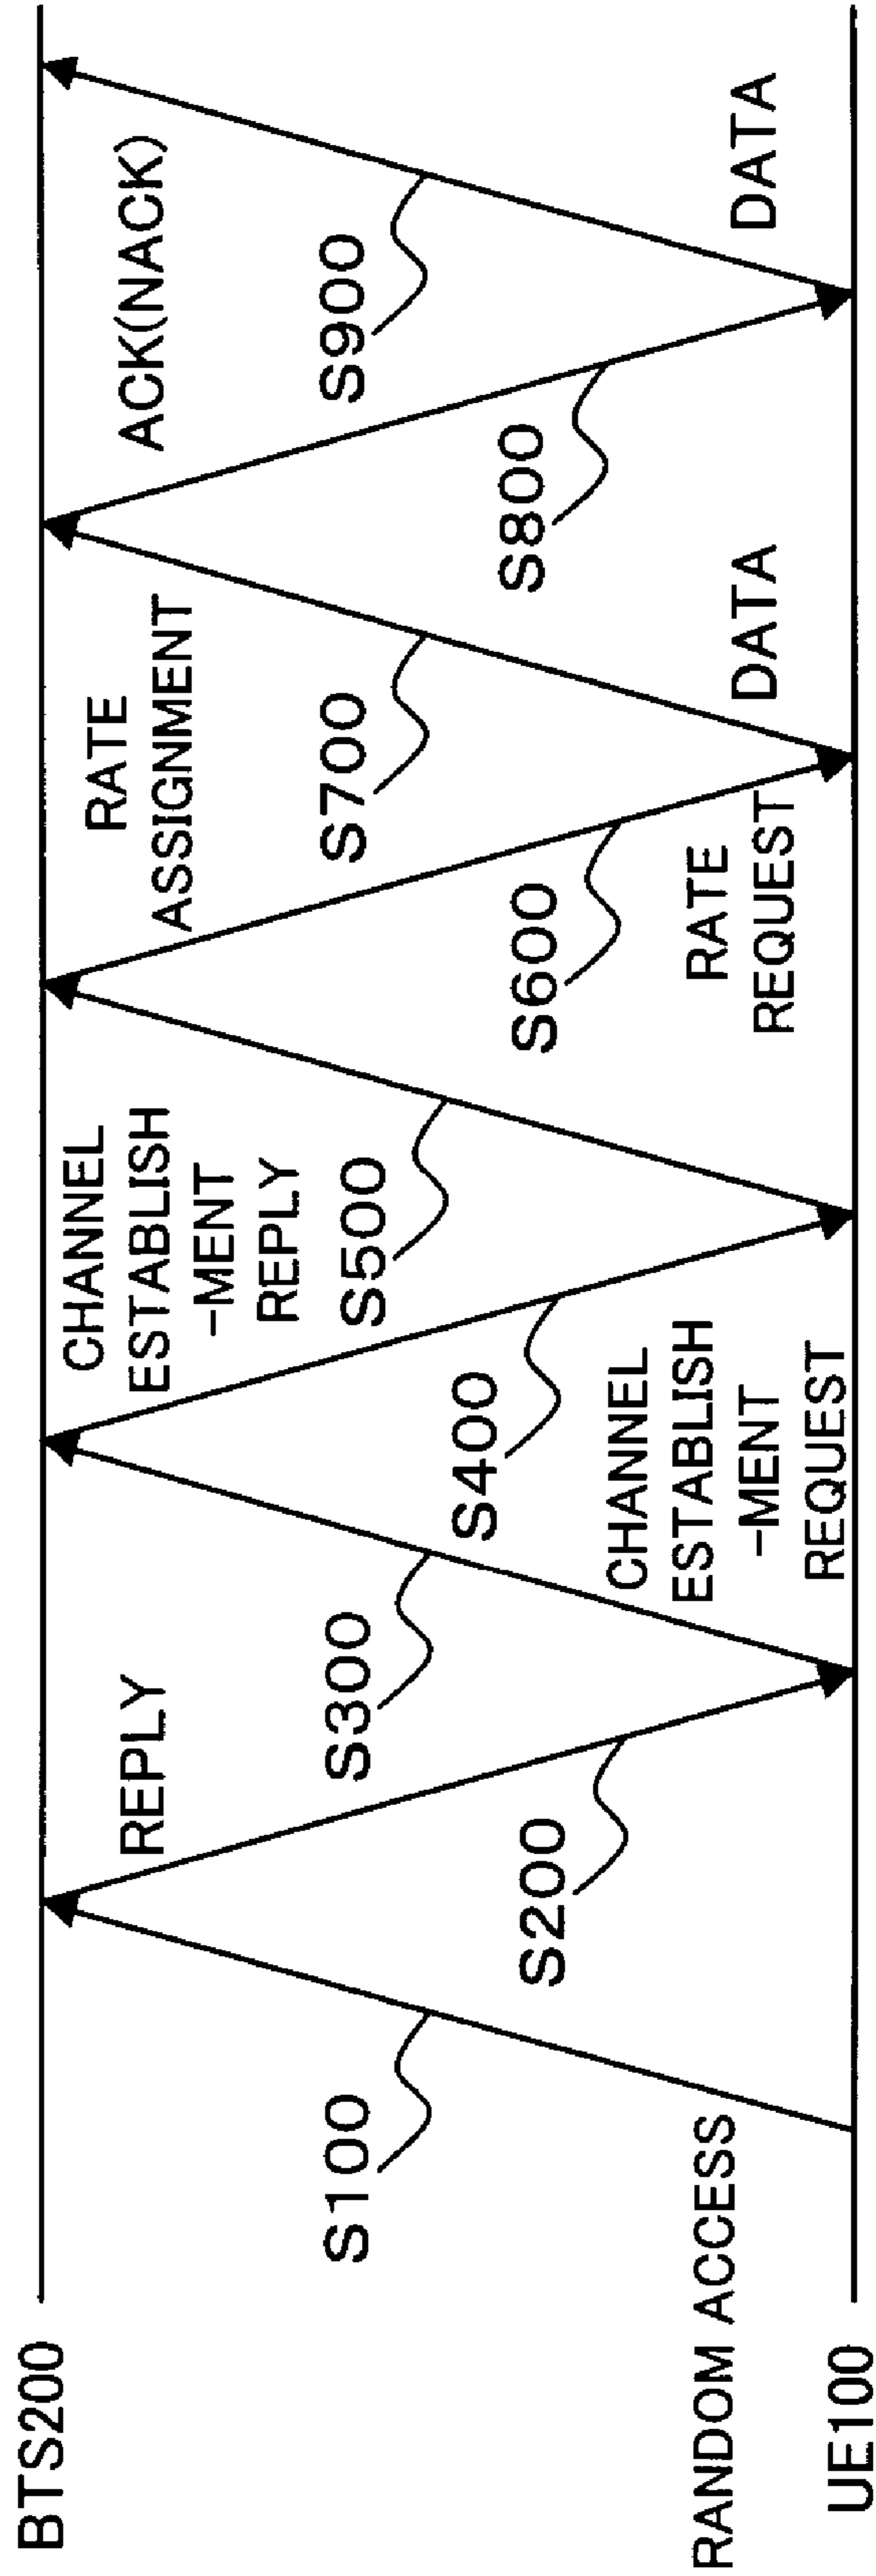 BTS200
UE100
RANDOM ACCESS
S100
REPLY
S200
S300
CHANNEL
ESTABLISH
-MENT
REQUEST
S400
CHANNEL
ESTABLISH
-MENT
REPLY
S500
RATE
REQUEST
S600
RATE
ASSIGNMENT
S700
DATA
S800
ACK(NACK)
S900
DATA